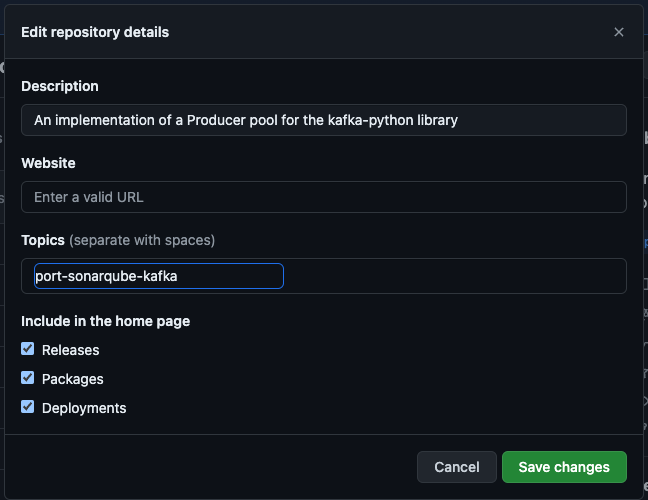 Edit repository details
Description
An implementation of a Producer pool for the kafka-python library
Website
Enter a valid URL
Topics (separate with spaces)
port-sonarqube-kafka
Include in the home page
Releases
Packages
Deployments
Cancel Save changes